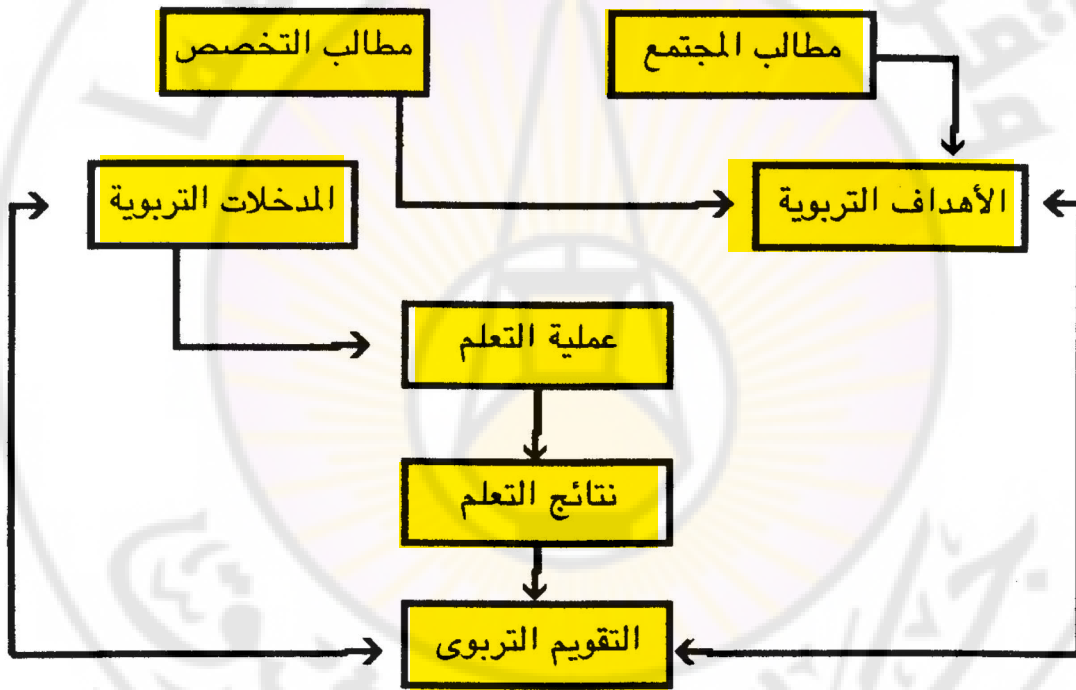 مطالب المجتمع
مطالب التخصص
الأهداف التربوية
المدخلات التربوية
عملية التعلم
نتائج التعلم
التقويم التربوى